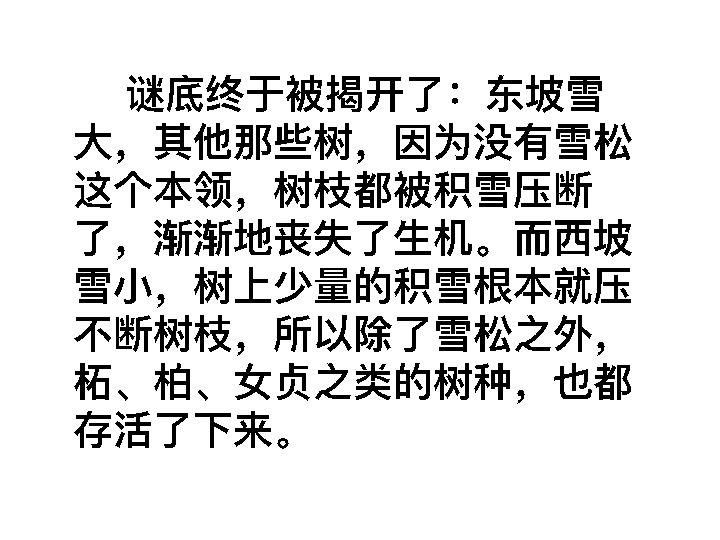 谜底终于被揭开了：东坡雪
大，其他那些树，因为没有雪松
这个本领，树枝都被积雪压断
了，渐渐地丧失了生机。而西坡
雪小，树上少量的积雪根本就压
不断树枝，所以除了雪松之外，
柘、柏、女贞之类的树种，也都
存活了下来。